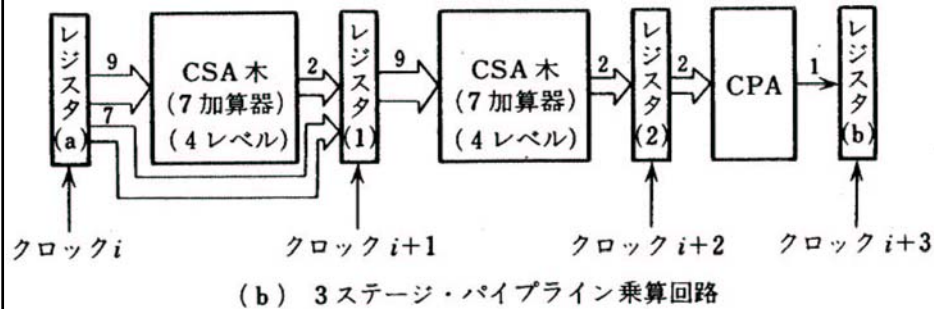 レジスタ(a)
9
7
CSA木
(7加算器)
(4レベル)
2
レジスタ(1)
9
CSA木
(7加算器)
(4レベル)
2
レジスタ(2)
2
CPA
1
レジスタ(b)
クロックi
クロックi+1
クロックi+2
クロックi+3
(b) 3ステージ・パイプライン乗算回路